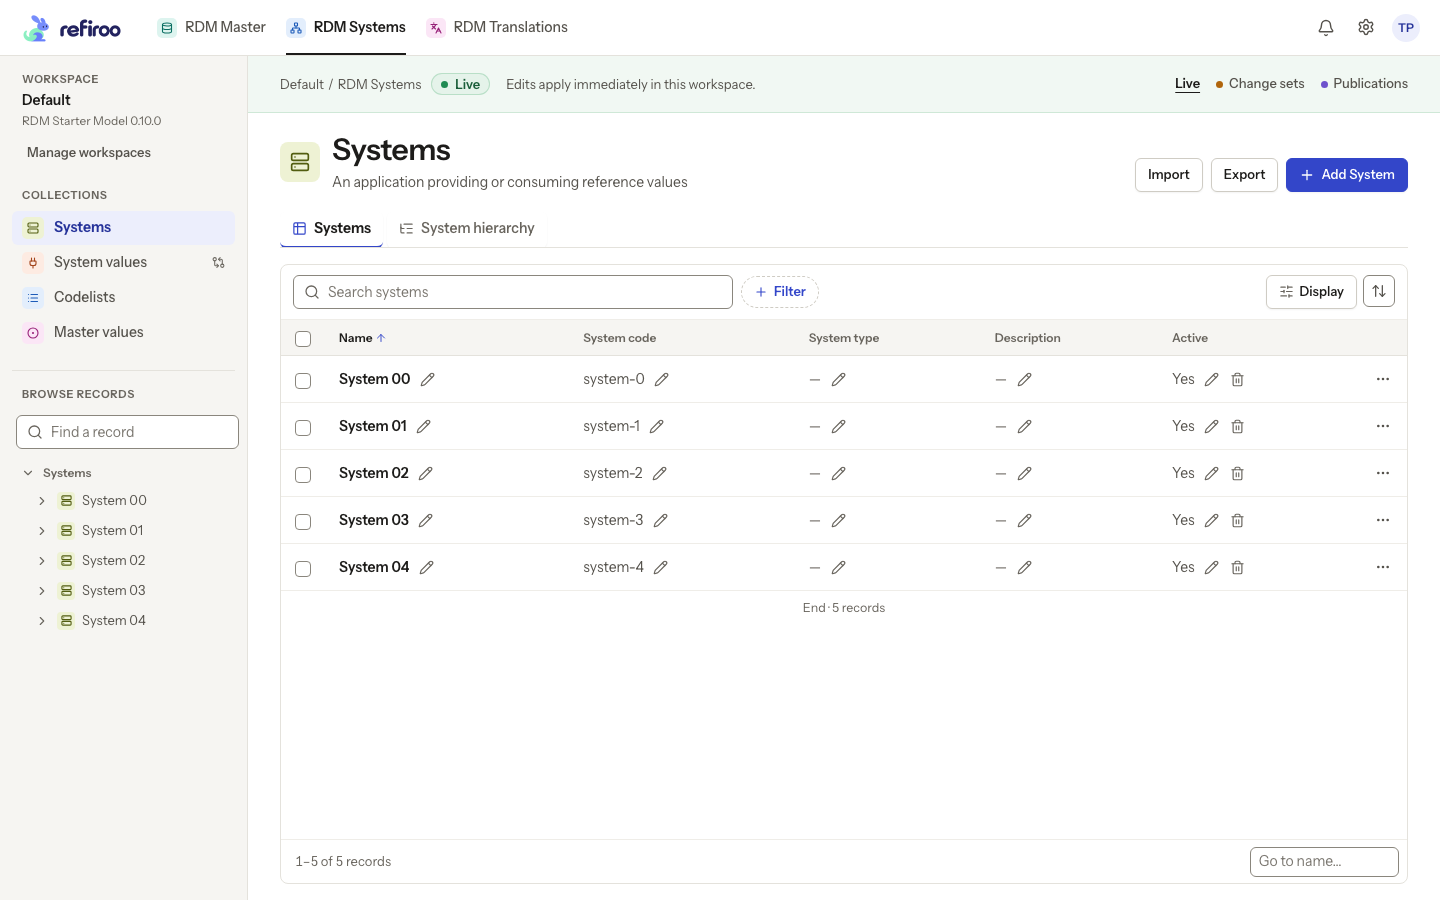 refiroo
RDM Master
RDM Systems
RDM Translations
TP
WORKSPACE
Default
RDM Starter Model 0.10.0
Manage workspaces
COLLECTIONS
Systems
System values
Codelists
Master values
BROWSE RECORDS
Find a record
Systems
System 00
System 01
System 02
System 03
System 04
Default / RDM Systems
Live
Edits apply immediately in this workspace.
Live
Change sets
Publications
Systems
An application providing or consuming reference values
Import
Export
Add System
Systems
System hierarchy
Search systems
Filter
Display
Name System code System type Description Active
System 00 system-0 — — Yes
System 01 system-1 — — Yes
System 02 system-2 — — Yes
System 03 system-3 — — Yes
System 04 system-4 — — Yes
End · 5 records
1–5 of 5 records
Go to name...